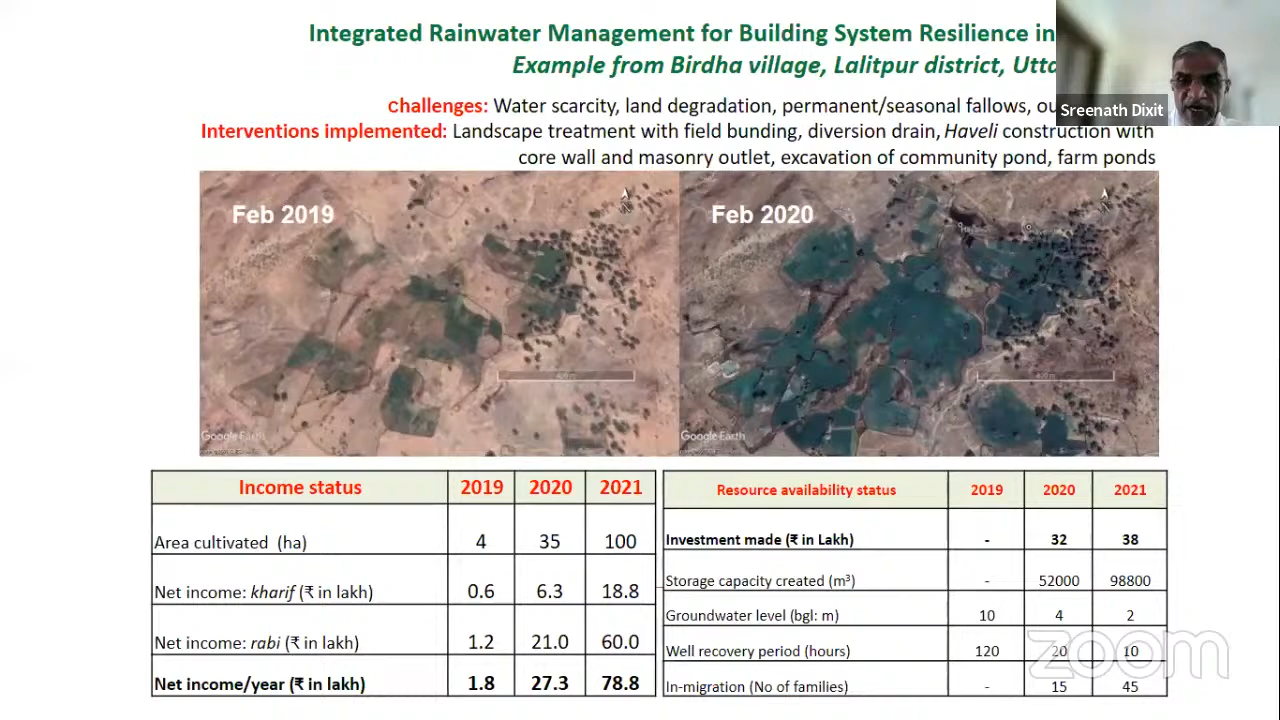 Integrated Rainwater Management for Building System Resilience in
Example from Birdha village, Lalitpur district,
Challenges: Water scarcity, land degradation, permanent/seasonal fallows,
Sreenath Dixit
Interventions implemented: Landscape treatment with field bunding, diversion drain, Haveli construction with
core wall and masonry outlet, excavation of community pond, farm ponds
Feb 2019
Feb 2020
400 m
400 m
Google Earth
Google Earth
Income status 2019 2020 2021
Area cultivated (ha) 4 35 100
Net income: kharif (₹ in lakh) 0.6 6.3 18.8
Net income: rabi (₹ in lakh) 1.2 21.0 60.0
Net income/year (₹ in lakh) 1.8 27.3 78.8
Resource availability status 2019 2020 2021
Investment made (₹ in Lakh) - 32 38
Storage capacity created (m³) - 52000 98800
Groundwater level (bgl: m) 10 4 2
Well recovery period (hours) 120 20 10
In-migration (No of families) - 15 45
zoom